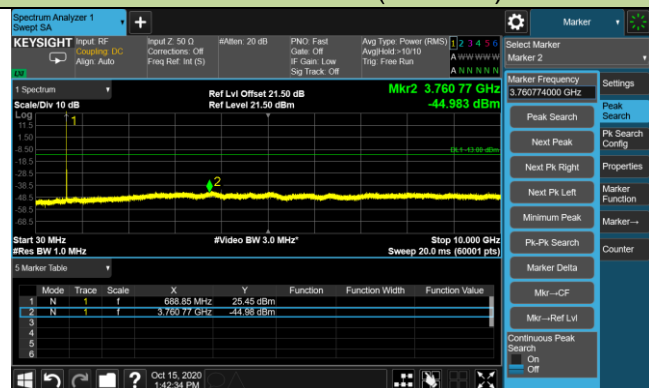 Spectrum Analyzer 1
Swept SA
+
Marker
KEYSIGHT
Input: RF
Coupling: DC
Align: Auto
Input Z: 50 Ω
Corrections: Off
Freq Ref: Int (S)
#Atten: 20 dB
PNO: Fast
Gate: Off
IF Gain: Low
Sig Track: Off
Avg Type: Power (RMS)
Avg|Hold:>10/10
Trig: Free Run
1 2 3 4 5 6
A W W W W W
A N N N N N
Select Marker
Marker 2
Marker Frequency
3.760774000 GHz
Settings
1 Spectrum
Scale/Div 10 dB
Ref Lvl Offset 21.50 dB
Ref Level 21.50 dBm
Mkr2 3.760 77 GHz
-44.983 dBm
Log
11.5
1.50
-8.50
-18.5
-28.5
-38.5
-48.5
-58.5
-68.5
1
2
DL1 -13.00 dBm
Start 30 MHz
#Res BW 1.0 MHz
#Video BW 3.0 MHz*
Stop 10.000 GHz
Sweep 20.0 ms (60001 pts)
Peak Search
Next Peak
Next Pk Right
Next Pk Left
Minimum Peak
Pk-Pk Search
Marker Delta
Mkr→CF
Mkr→Ref Lvl
Continuous Peak
Search
On
Off
Peak
Search
Pk Search
Config
Properties
Marker
Function
Marker→
Counter
5 Marker Table
Mode Trace Scale X Y Function Function Width Function Value
1 N 1 f 688.85 MHz 25.45 dBm
2 N 1 f 3.760 77 GHz -44.98 dBm
3
4
5
6
?
Oct 15, 2020
1:42:34 PM